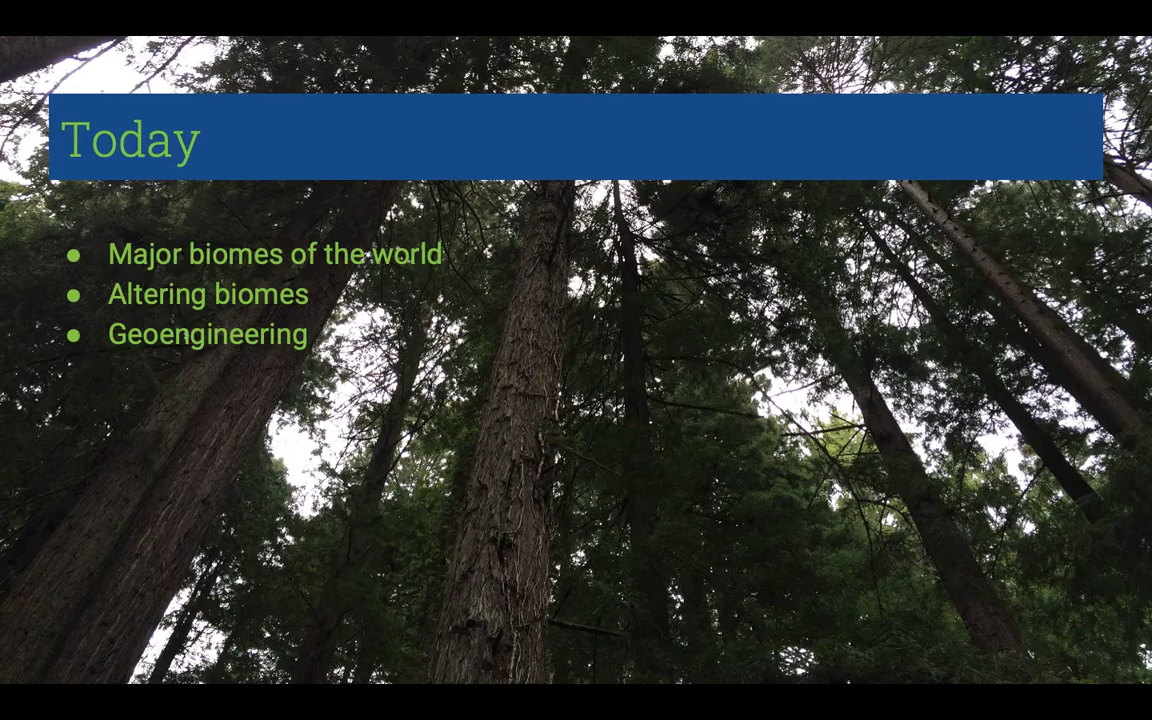 Today
● Major biomes of the world
● Altering biomes
● Geoengineering